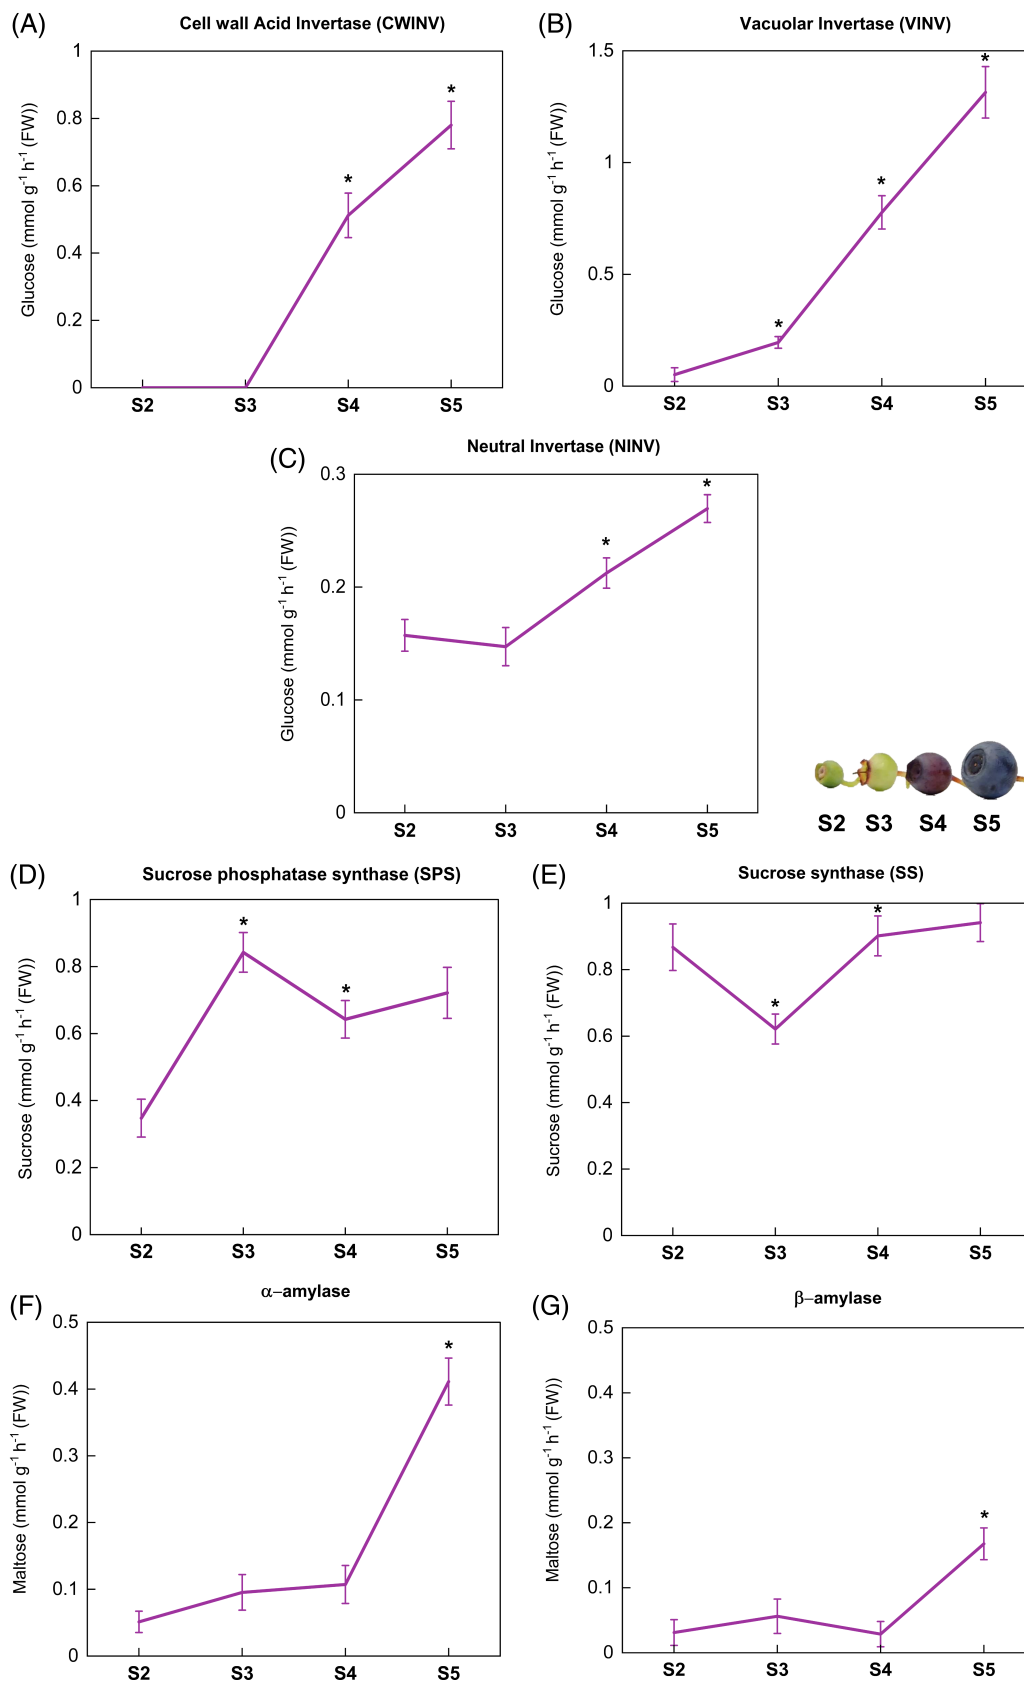 (A) Cell wall Acid Invertase (CWINV)
Glucose (mmol g⁻¹ h⁻¹ (FW))
1
0.8
0.6
0.4
0.2
0
*
*
S2 S3 S4 S5
(B) Vacuolar Invertase (VINV)
Glucose (mmol g⁻¹ h⁻¹ (FW))
1.5
1
0.5
0
*
*
*
S2 S3 S4 S5
(C) Neutral Invertase (NINV)
Glucose (mmol g⁻¹ h⁻¹ (FW))
0.3
0.2
0.1
0
*
*
S2 S3 S4 S5
S2 S3 S4 S5
(D) Sucrose phosphatase synthase (SPS)
Sucrose (mmol g⁻¹ h⁻¹ (FW))
1
0.8
0.6
0.4
0.2
0
*
*
S2 S3 S4 S5
(E) Sucrose synthase (SS)
Sucrose (mmol g⁻¹ h⁻¹ (FW))
1
0.8
0.6
0.4
0.2
0
*
*
S2 S3 S4 S5
(F) α–amylase
Maltose (mmol g⁻¹ h⁻¹ (FW))
0.5
0.4
0.3
0.2
0.1
0
*
S2 S3 S4 S5
(G) β–amylase
Maltose (mmol g⁻¹ h⁻¹ (FW))
0.5
0.4
0.3
0.2
0.1
0
*
S2 S3 S4 S5